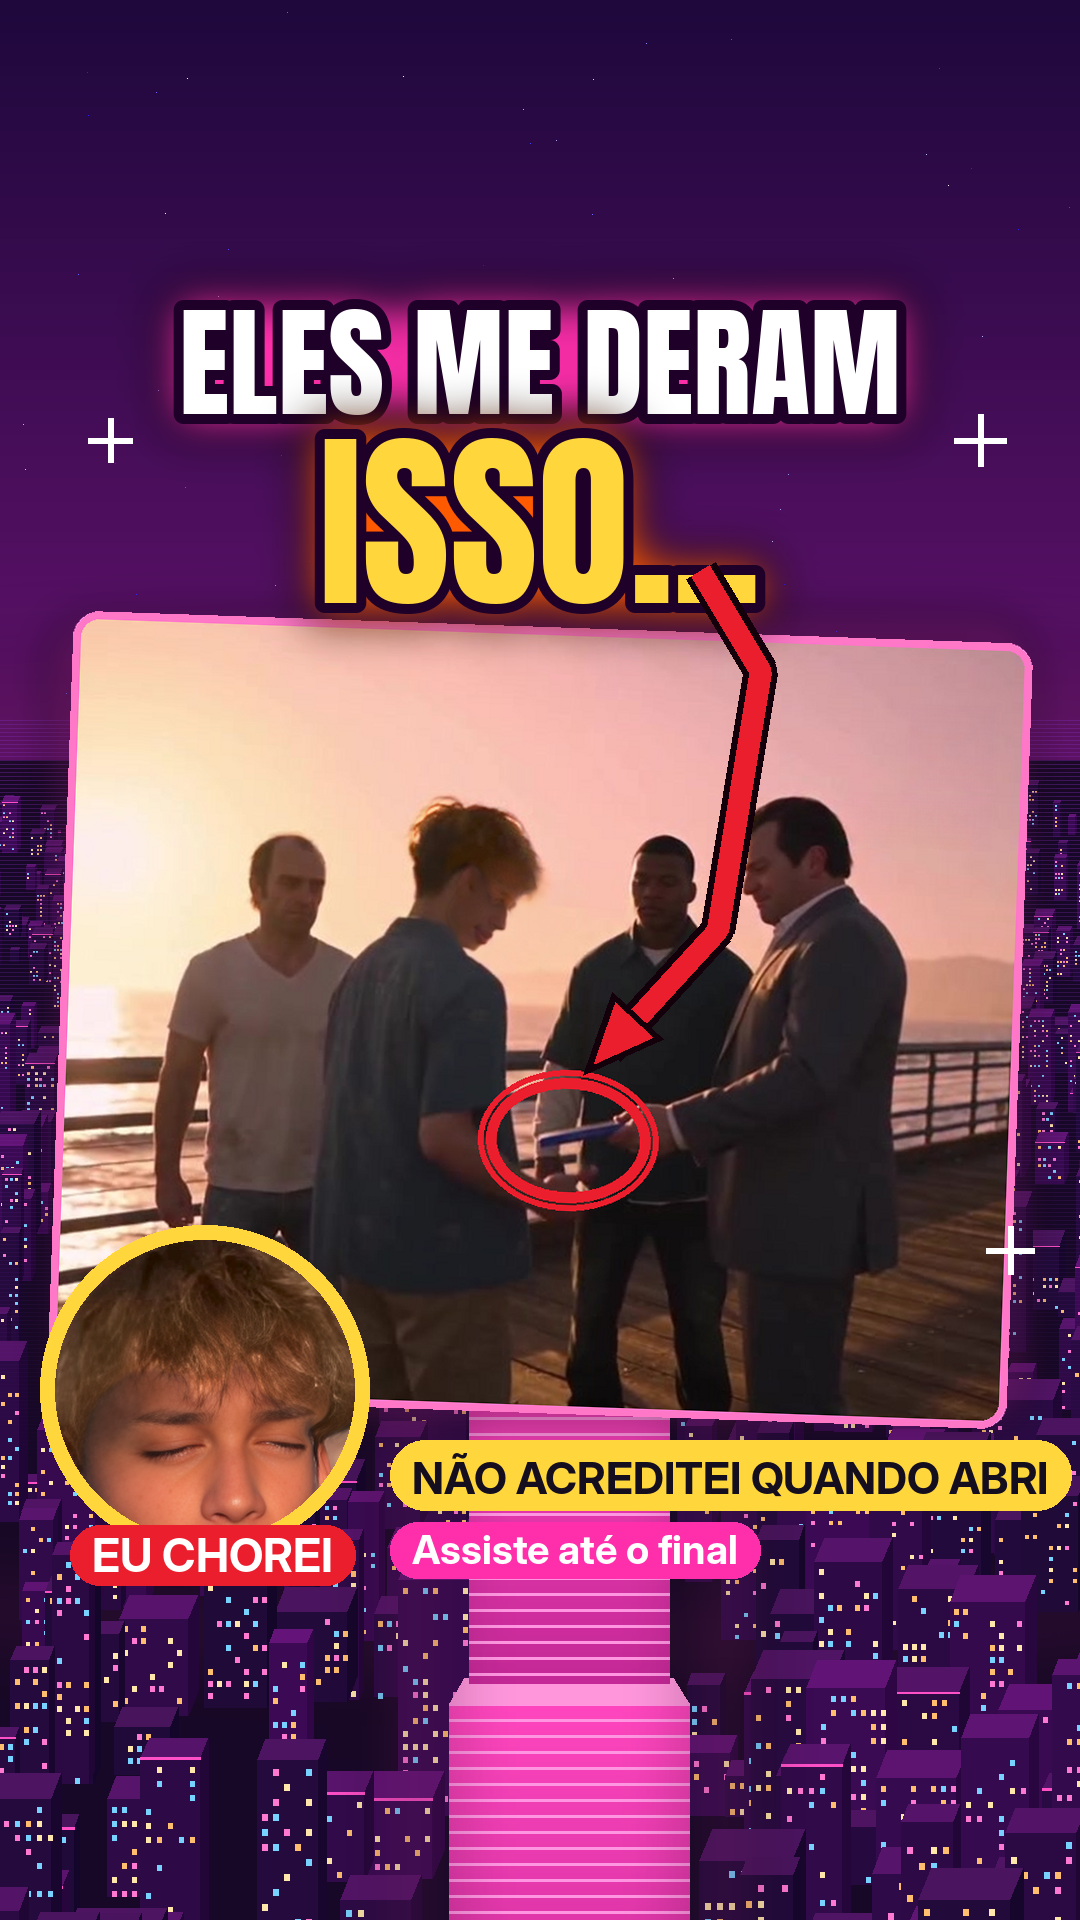 ELES ME DERAM
ISSO...
NÃO ACREDITEI QUANDO ABRI
EU CHOREI
Assiste até o final